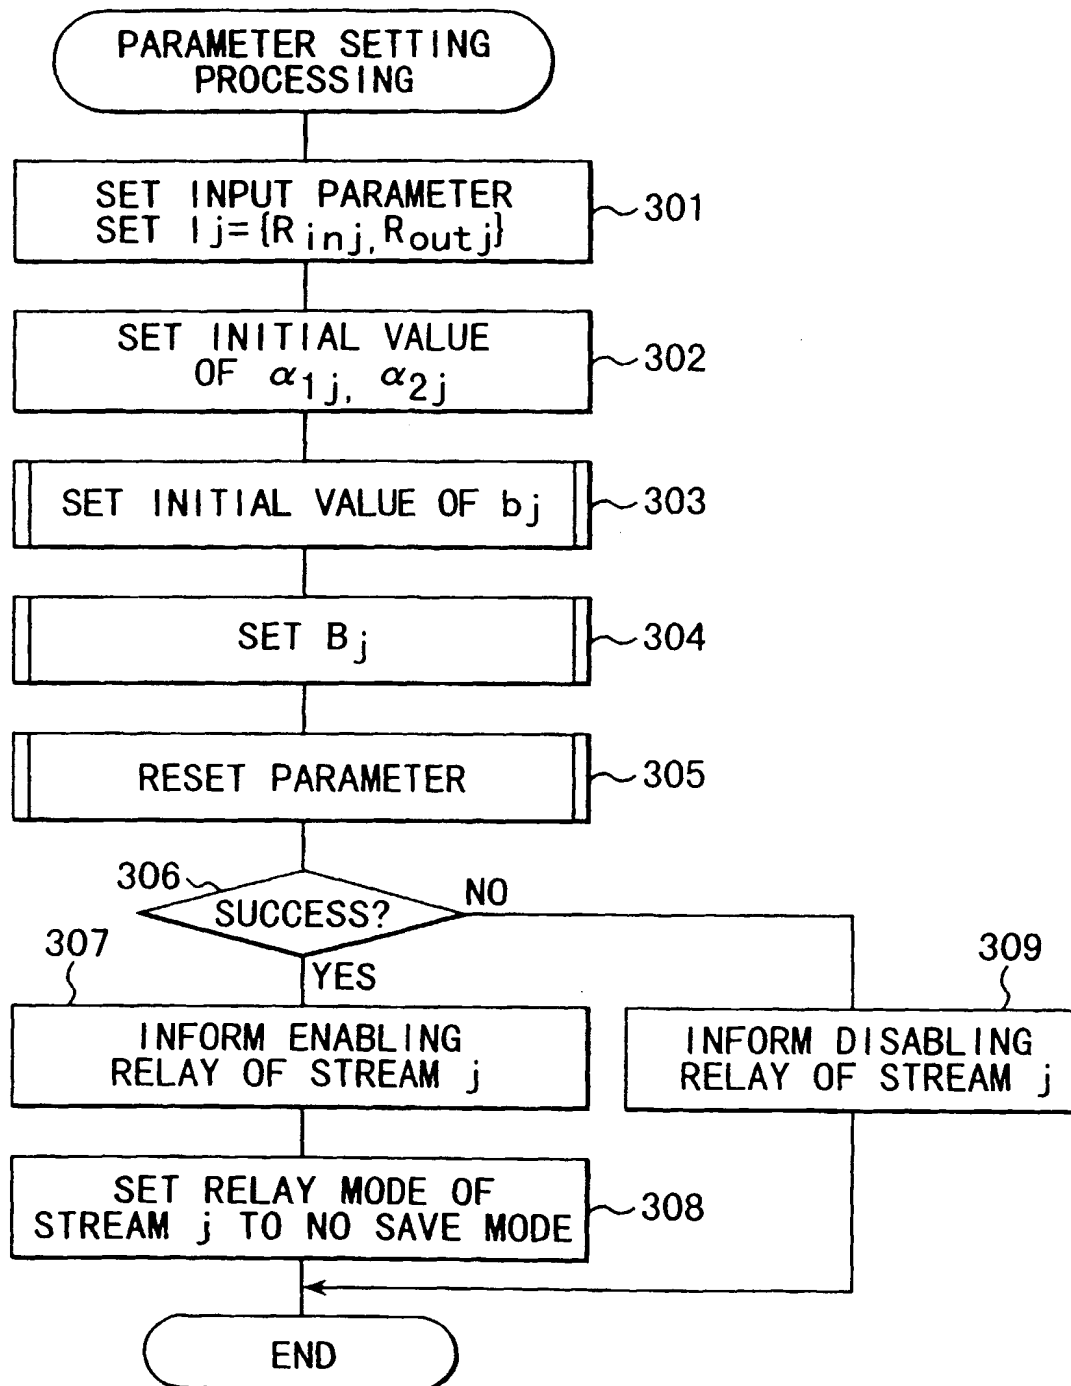 PARAMETER SETTING
PROCESSING
SET INPUT PARAMETER
SET Ij={Rinj, Routj}
301
SET INITIAL VALUE
OF α1j, α2j
302
SET INITIAL VALUE OF bj
303
SET Bj
304
RESET PARAMETER
305
306
SUCCESS?
NO
YES
307
INFORM ENABLING
RELAY OF STREAM j
309
INFORM DISABLING
RELAY OF STREAM j
SET RELAY MODE OF
STREAM j TO NO SAVE MODE
308
END